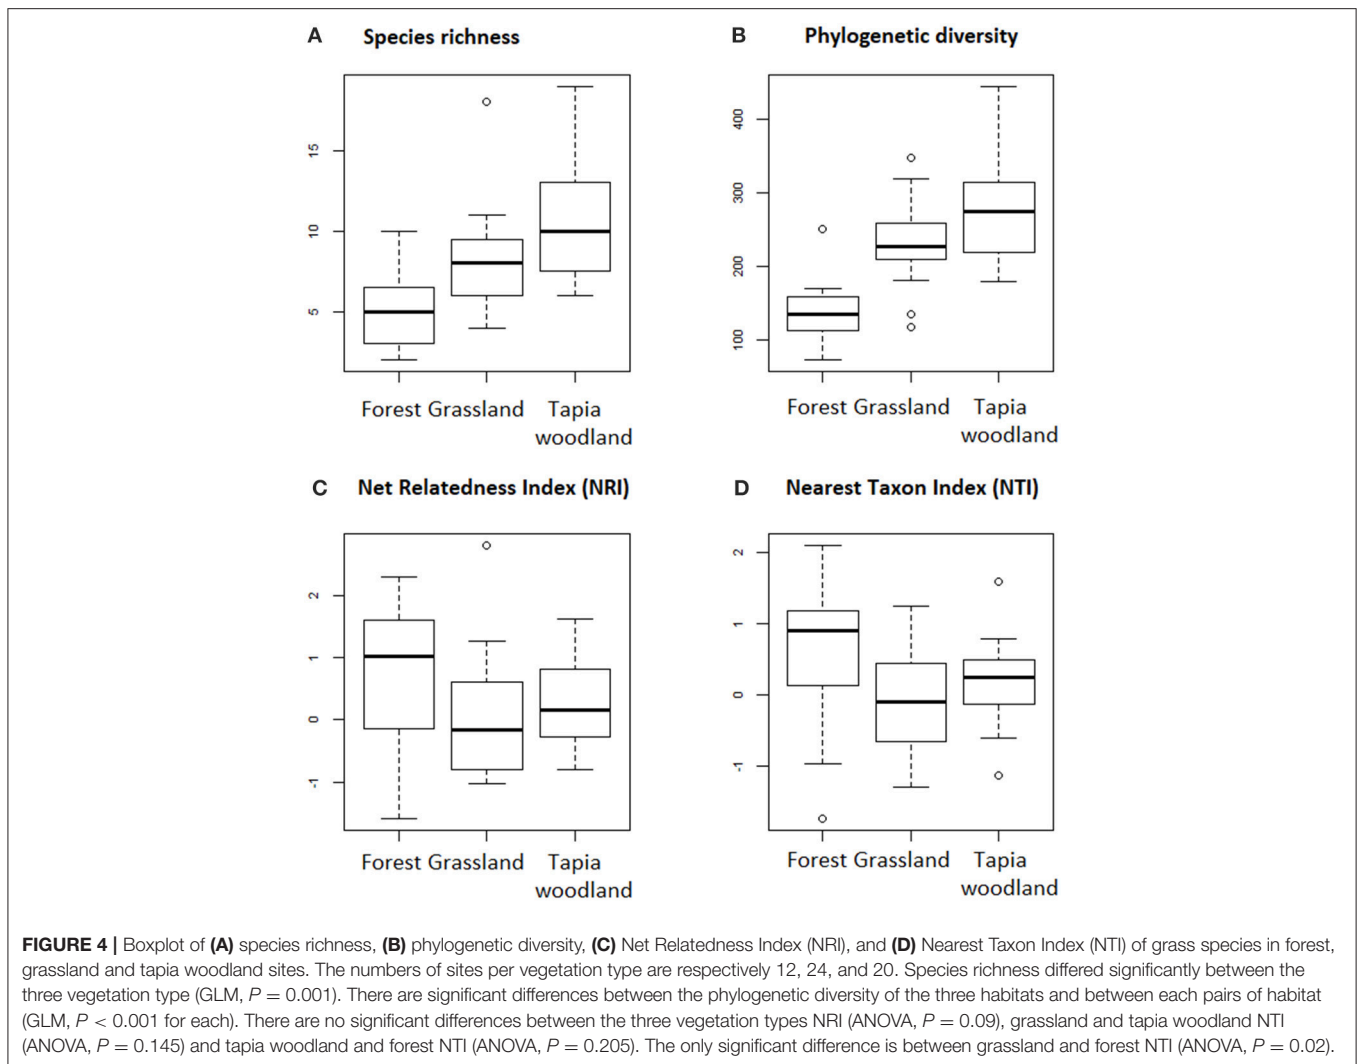 A Species richness
B Phylogenetic diversity
15
10
5
Forest Grassland Tapia
woodland
400
300
200
100
Forest Grassland Tapia
woodland
C Net Relatedness Index (NRI)
D Nearest Taxon Index (NTI)
2
1
0
-1
Forest Grassland Tapia
woodland
2
1
0
-1
Forest Grassland Tapia
woodland
FIGURE 4 | Boxplot of (A) species richness, (B) phylogenetic diversity, (C) Net Relatedness Index (NRI), and (D) Nearest Taxon Index (NTI) of grass species in forest,
grassland and tapia woodland sites. The numbers of sites per vegetation type are respectively 12, 24, and 20. Species richness differed significantly between the
three vegetation type (GLM, P = 0.001). There are significant differences between the phylogenetic diversity of the three habitats and between each pairs of habitat
(GLM, P < 0.001 for each). There are no significant differences between the three vegetation types NRI (ANOVA, P = 0.09), grassland and tapia woodland NTI
(ANOVA, P = 0.145) and tapia woodland and forest NTI (ANOVA, P = 0.205). The only significant difference is between grassland and forest NTI (ANOVA, P = 0.02).